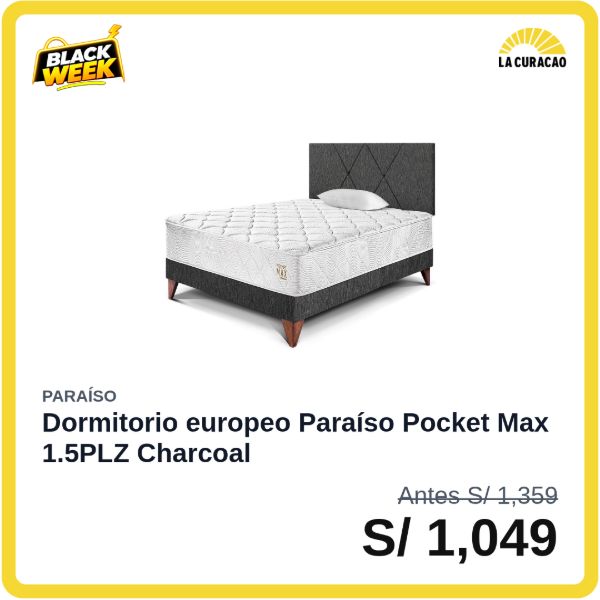 BLACK
WEEK
LA CURACAO
PARAÍSO
Dormitorio europeo Paraíso Pocket Max
1.5PLZ Charcoal
Antes S/ 1,359
S/ 1,049